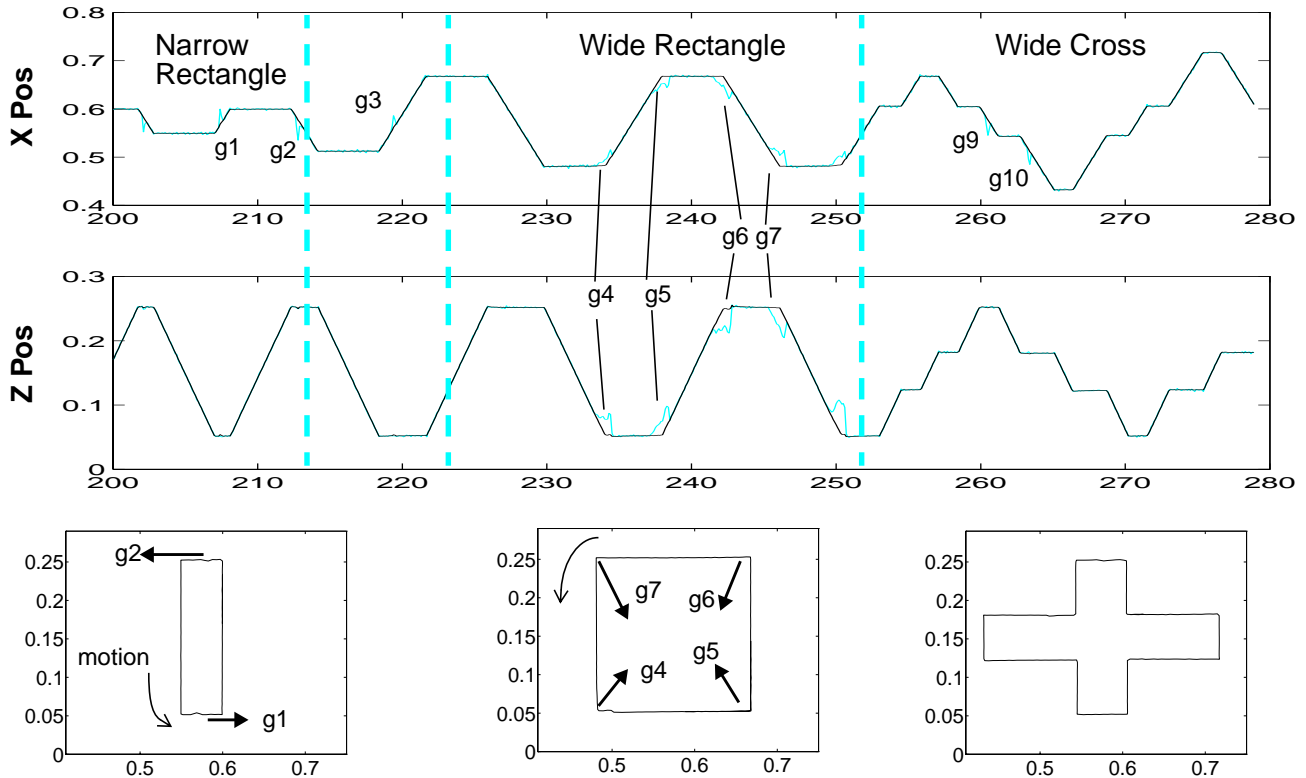 0.8
0.7
0.6
0.5
0.4
X Pos
Narrow
Rectangle
Wide Rectangle
Wide Cross
g3
g1
g2
g9
g10
200 210 220 230 240 250 260 270 280
g6 g7
g4 g5
0.3
0.2
0.1
0
Z Pos
200 210 220 230 240 250 260 270 280
0.25
0.2
0.15
0.1
0.05
0
g2
motion
g1
0.5 0.6 0.7
0.25
0.2
0.15
0.1
0.05
0
g7
g6
g5
g4
0.5 0.6 0.7
0.25
0.2
0.15
0.1
0.05
0
0.5 0.6 0.7